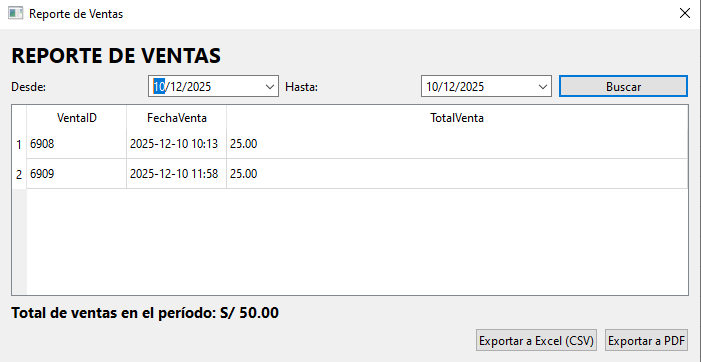 Reporte de Ventas
REPORTE DE VENTAS
Desde: 10/12/2025 Hasta: 10/12/2025 Buscar
VentaID FechaVenta TotalVenta
1 6908 2025-12-10 10:13 25.00
2 6909 2025-12-10 11:58 25.00
Total de ventas en el período: S/ 50.00
Exportar a Excel (CSV) Exportar a PDF